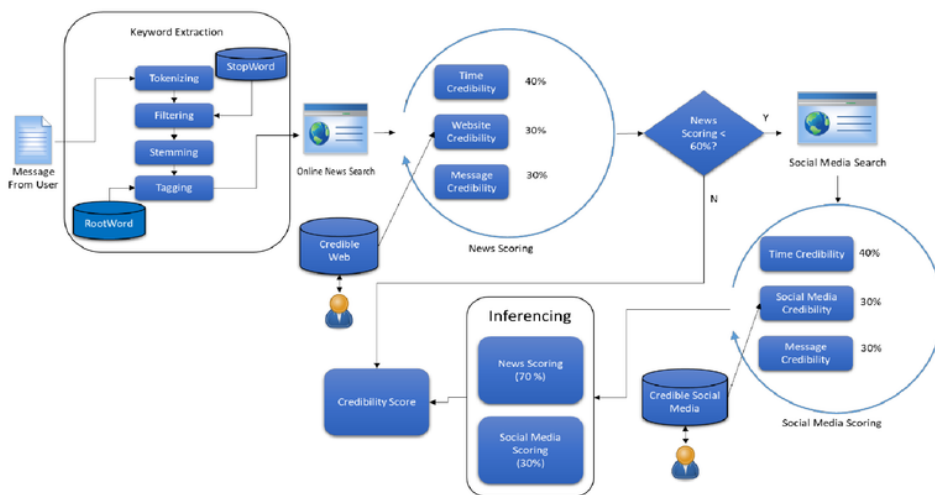 Keyword Extraction
StopWord
Tokenizing
Filtering
Stemming
Tagging
RootWord
Message
From User
Online News Search
Time
Credibility
40%
Website
Credibility
30%
Message
Credibility
30%
News Scoring
Credible
Web
News
Scoring <
60%?
Y
N
Social Media Search
Time Credibility
40%
Social Media
Credibility
30%
Message
Credibility
30%
Social Media Scoring
Credible Social
Media
Inferencing
News Scoring
(70 %)
Social Media
Scoring
(30%)
Credibility Score